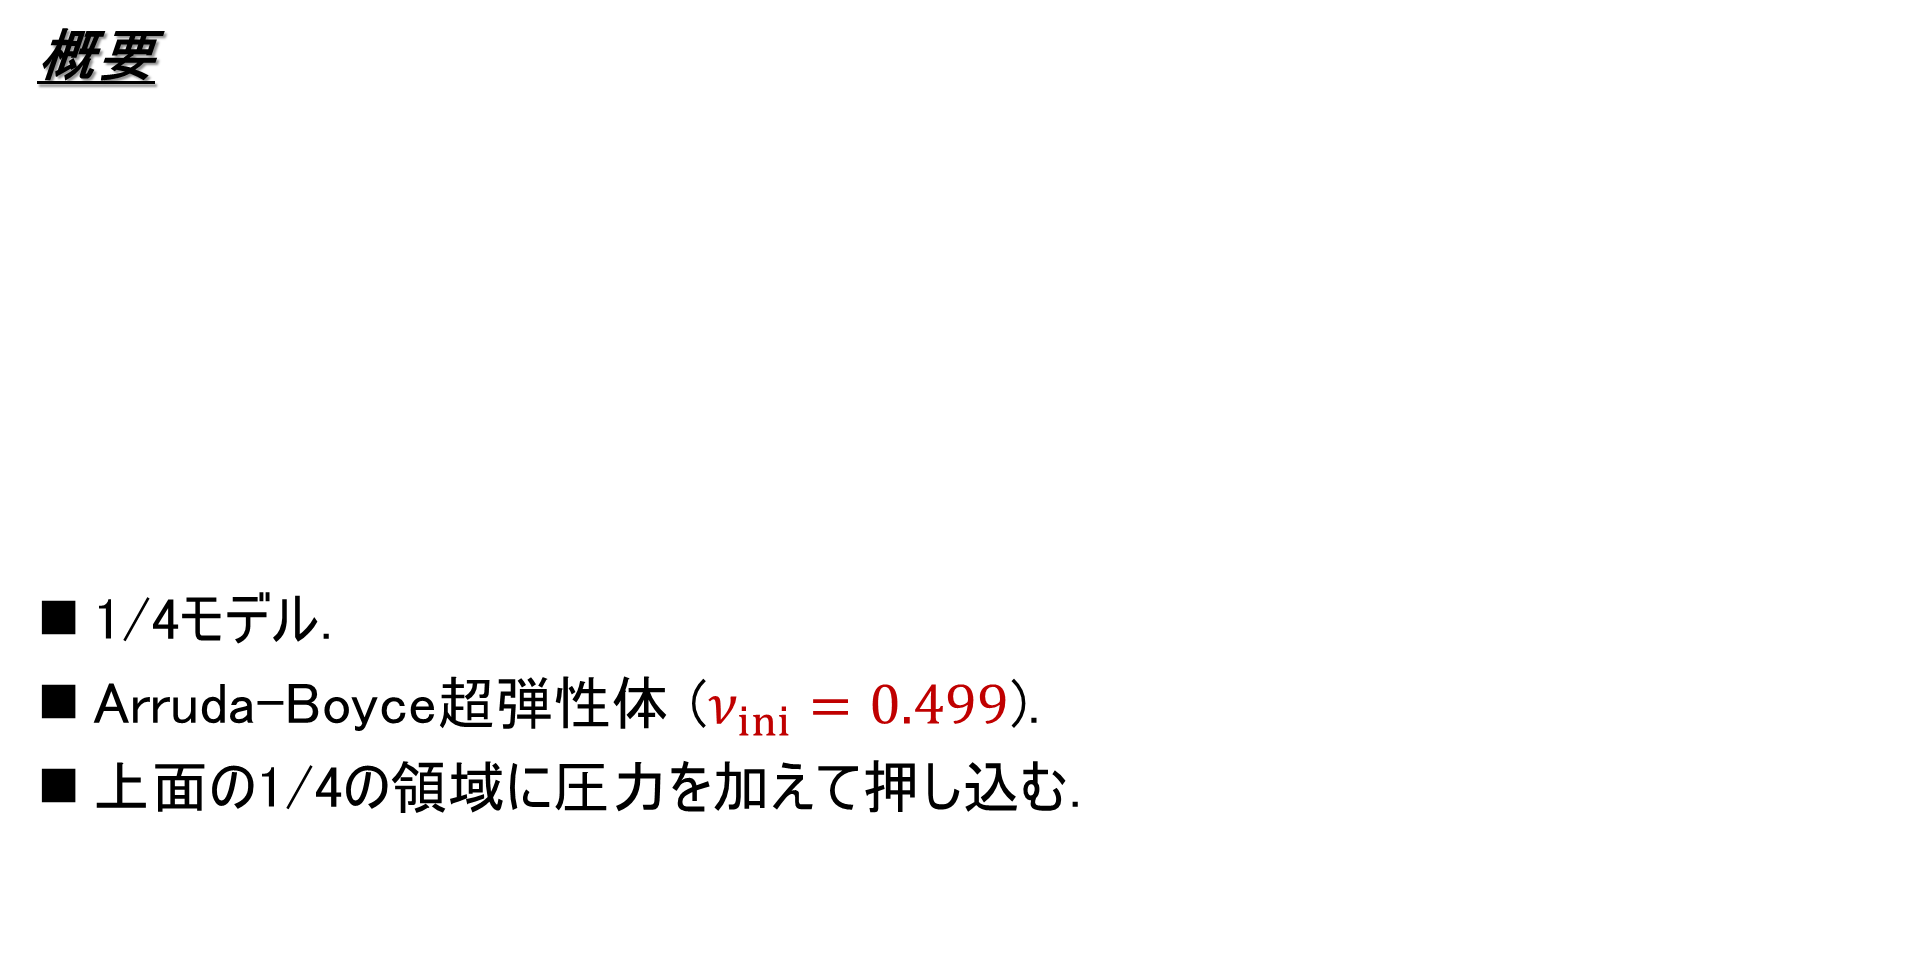 概要
■ 1/4モデル.
■ Arruda-Boyce超弾性体 (ν_ini = 0.499).
■ 上面の1/4の領域に圧力を加えて押し込む.